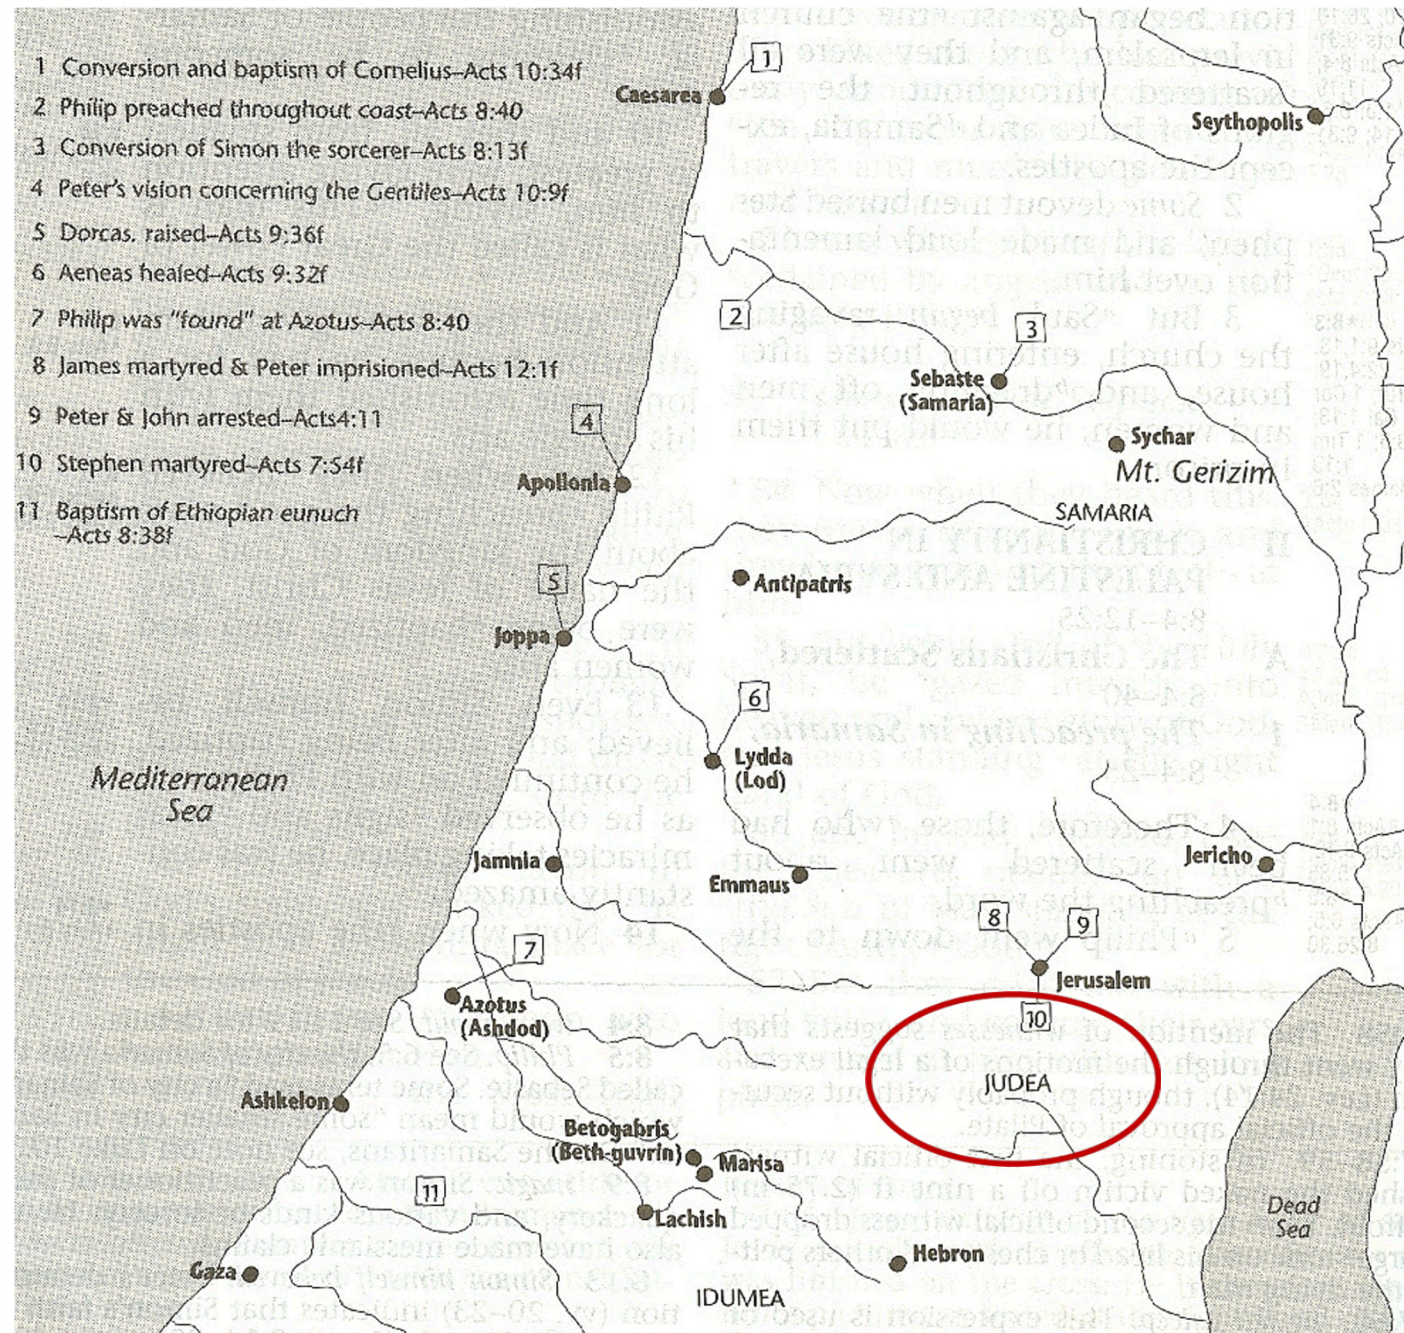 1 Conversion and baptism of Cornelius–Acts 10:34f
2 Philip preached throughout coast–Acts 8:40
3 Conversion of Simon the sorcerer–Acts 8:13f
4 Peter's vision concerning the Gentiles–Acts 10:9f
5 Dorcas. raised–Acts 9:36f
6 Aeneas healed–Acts 9:32f
7 Philip was "found" at Azotus–Acts 8:40
8 James martyred & Peter imprisioned–Acts 12:1f
9 Peter & John arrested–Acts4:11
10 Stephen martyred–Acts 7:54f
11 Baptism of Ethiopian eunuch
–Acts 8:38f
1
Caesarea
Seythopolis
2
3
Sebaste
(Samaria)
4
Sychar
Mt. Gerizim
Apollonia
SAMARIA
5
Antipatris
Joppa
6
Lydda
(Lod)
Mediterranean
Sea
Jamnia
Emmaus
Jericho
8
9
7
Jerusalem
Azotus
(Ashdod)
10
JUDEA
Ashkelon
Betogabris
(Beth-guvrin)
Marisa
11
Lachish
Dead
Sea
Hebron
Gaza
IDUMEA